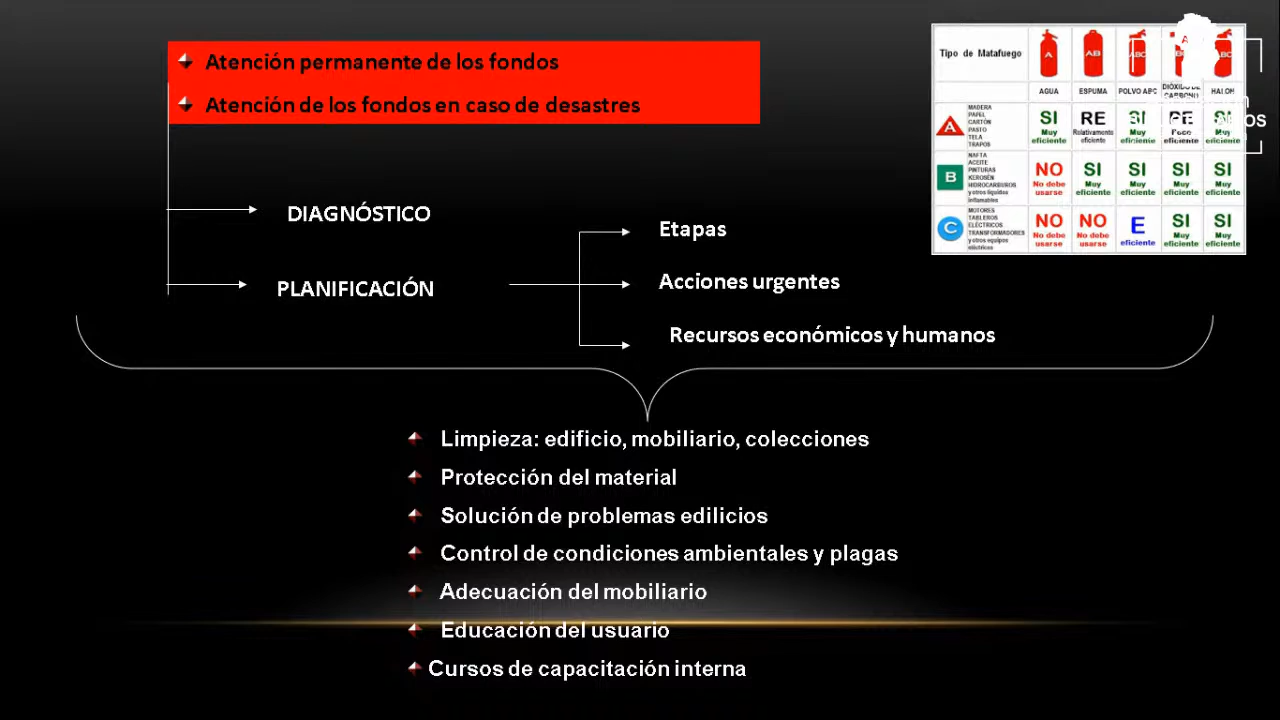 Atención permanente de los fondos
Atención de los fondos en caso de desastres
DIAGNÓSTICO
PLANIFICACIÓN
Etapas
Acciones urgentes
Recursos económicos y humanos
Limpieza: edificio, mobiliario, colecciones
Protección del material
Solución de problemas edilicios
Control de condiciones ambientales y plagas
Adecuación del mobiliario
Educación del usuario
Cursos de capacitación interna
Tipo de Matafuego
A AB ABC ABC
AGUA ESPUMA POLVO APC DIÓXIDO DE CARBONO HALON
A
MADERA
PAPEL
CARTÓN
PASTO
TELA
TRAPOS
SI RE SI SI
Muy eficiente Relativamente eficiente Muy eficiente Poco eficiente Muy eficiente
B
NAFTA
ACEITE
PINTURAS
KEROSÉN
HIDROCARBUROS
y otros líquidos
inflamables
NO SI SI SI SI
No debe usarse Muy eficiente Muy eficiente Muy eficiente Muy eficiente
C
MOTORES
TABLEROS
ELÉCTRICOS
TRANSFORMADORES
y otros equipos
eléctricos
NO NO E SI SI
No debe usarse No debe usarse eficiente Muy eficiente Muy eficiente